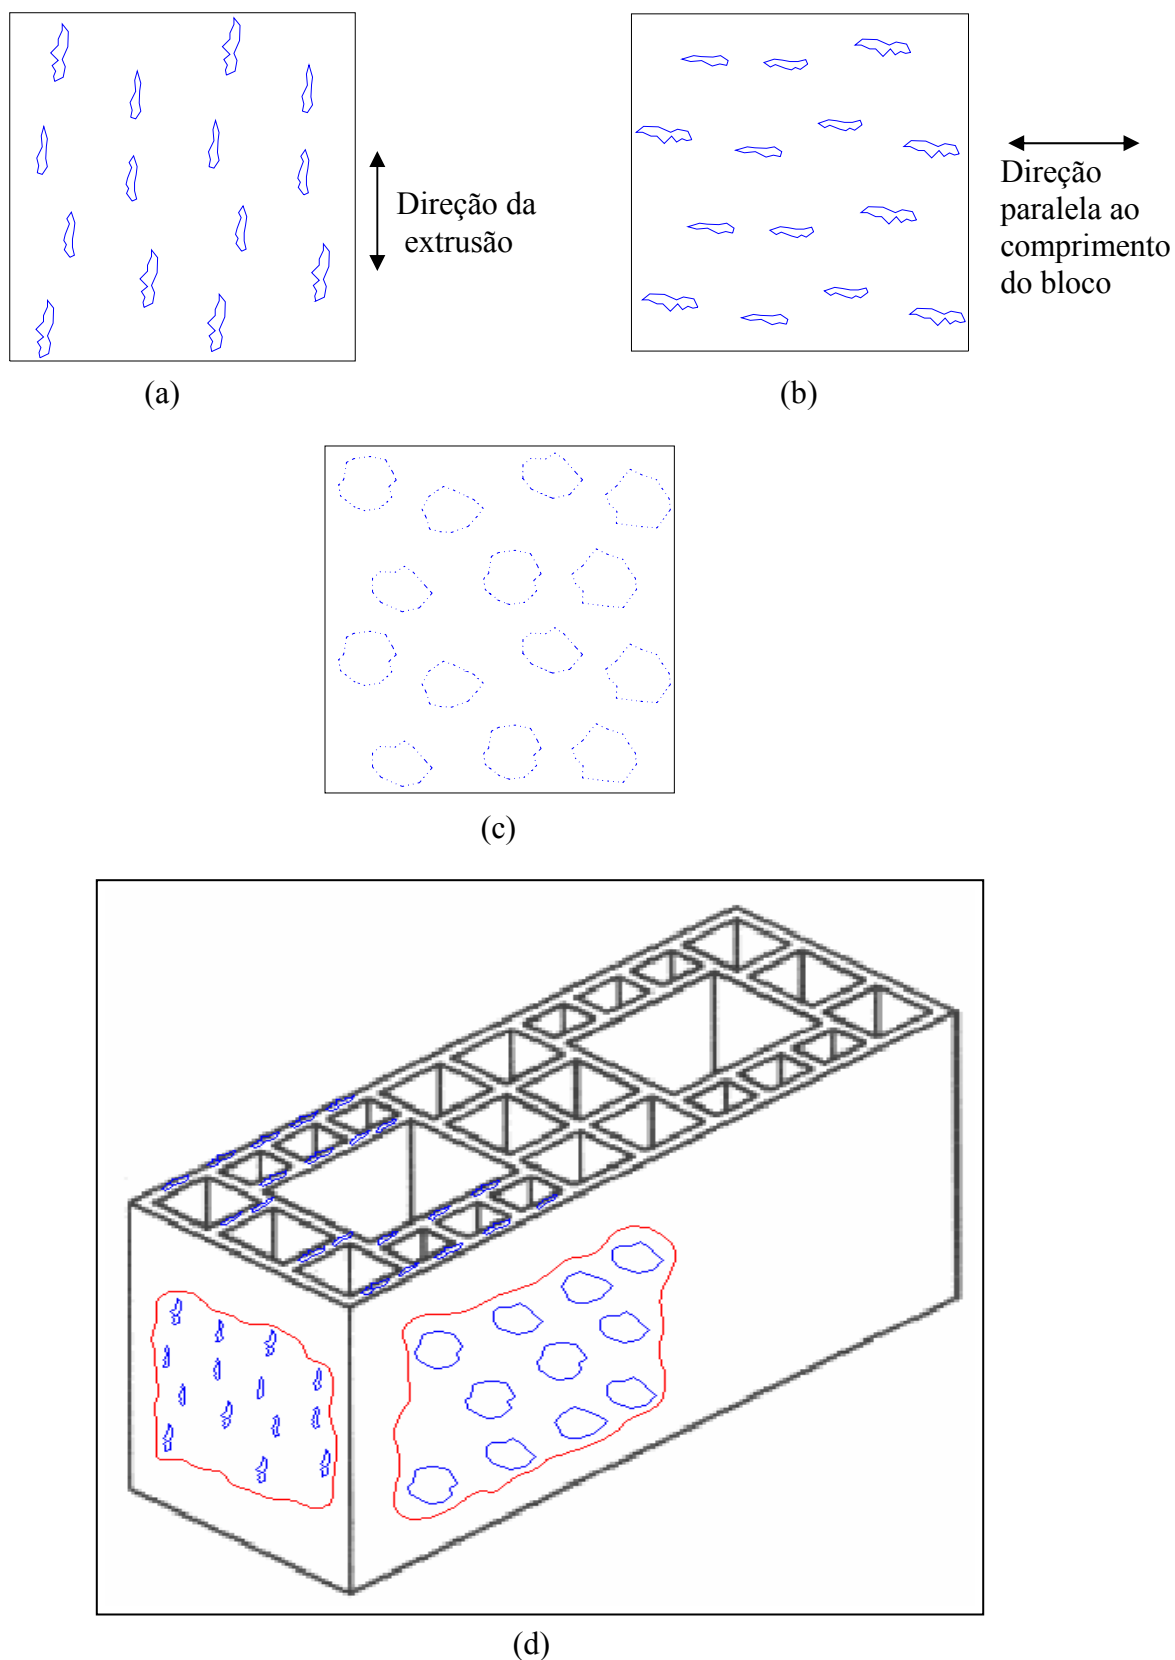 Direção da
extrusão
Direção
paralela ao
comprimento
do bloco
(a)
(b)
(c)
(d)